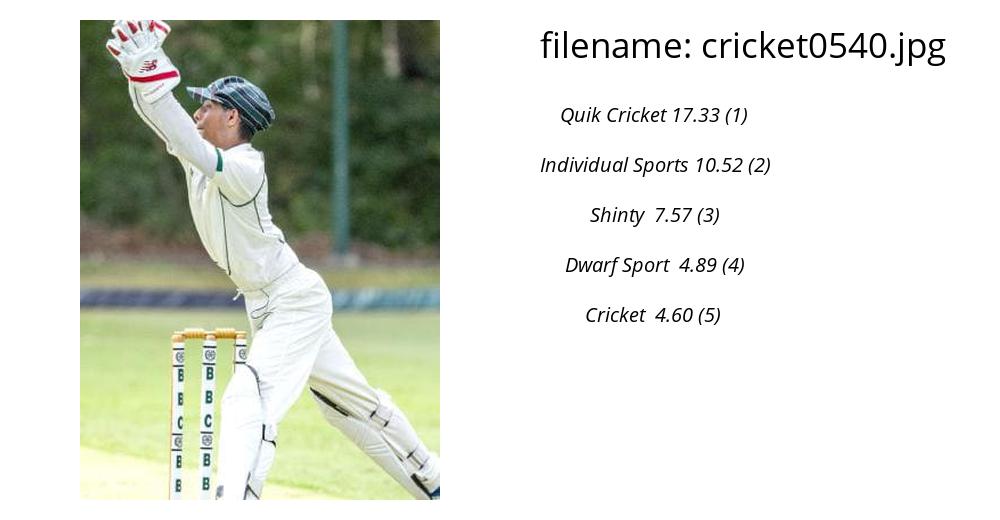 filename: cricket0540.jpg
Quik Cricket 17.33 (1)
Individual Sports 10.52 (2)
Shinty 7.57 (3)
Dwarf Sport 4.89 (4)
Cricket 4.60 (5)
B B
B B
C C
B B
B B